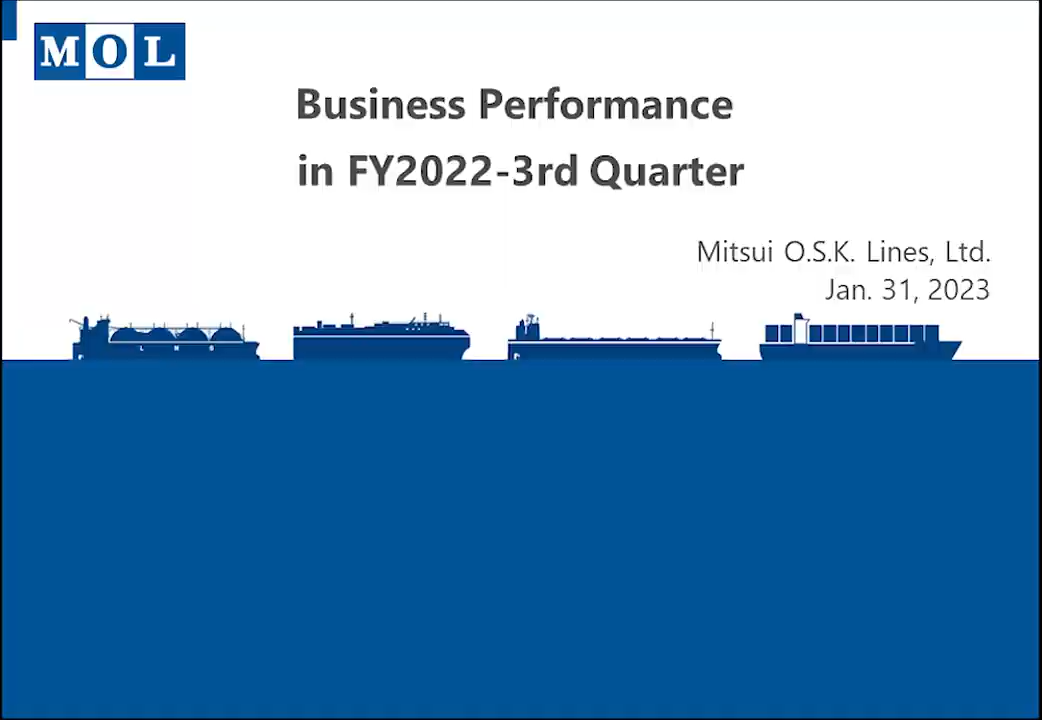 MOL
Business Performance
in FY2022-3rd Quarter
Mitsui O.S.K. Lines, Ltd.
Jan. 31, 2023
L N G